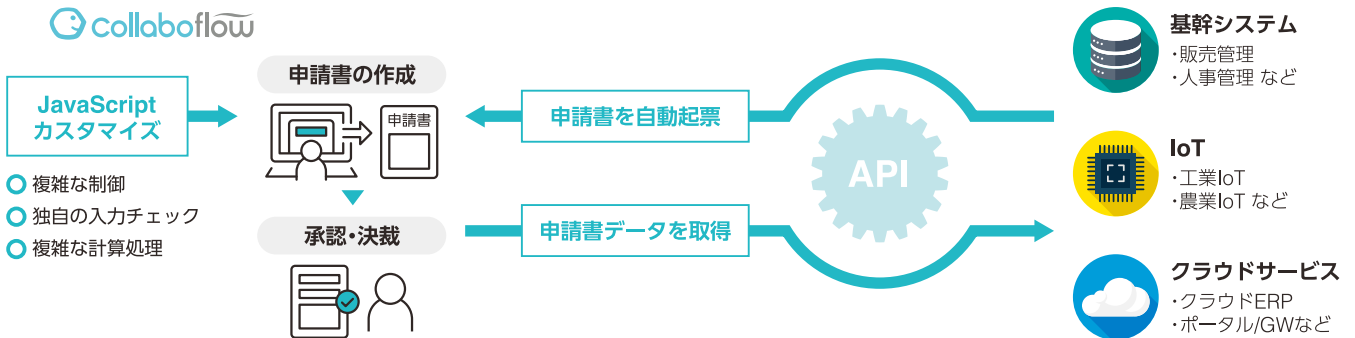 collaboflow
JavaScript
カスタマイズ
複雑な制御
独自の入力チェック
複雑な計算処理
申請書の作成
申請書
承認・決裁
申請書を自動起票
申請書データを取得
API
基幹システム
・販売管理
・人事管理 など
IoT
・工業IoT
・農業IoT など
クラウドサービス
・クラウドERP
・ポータル/GWなど